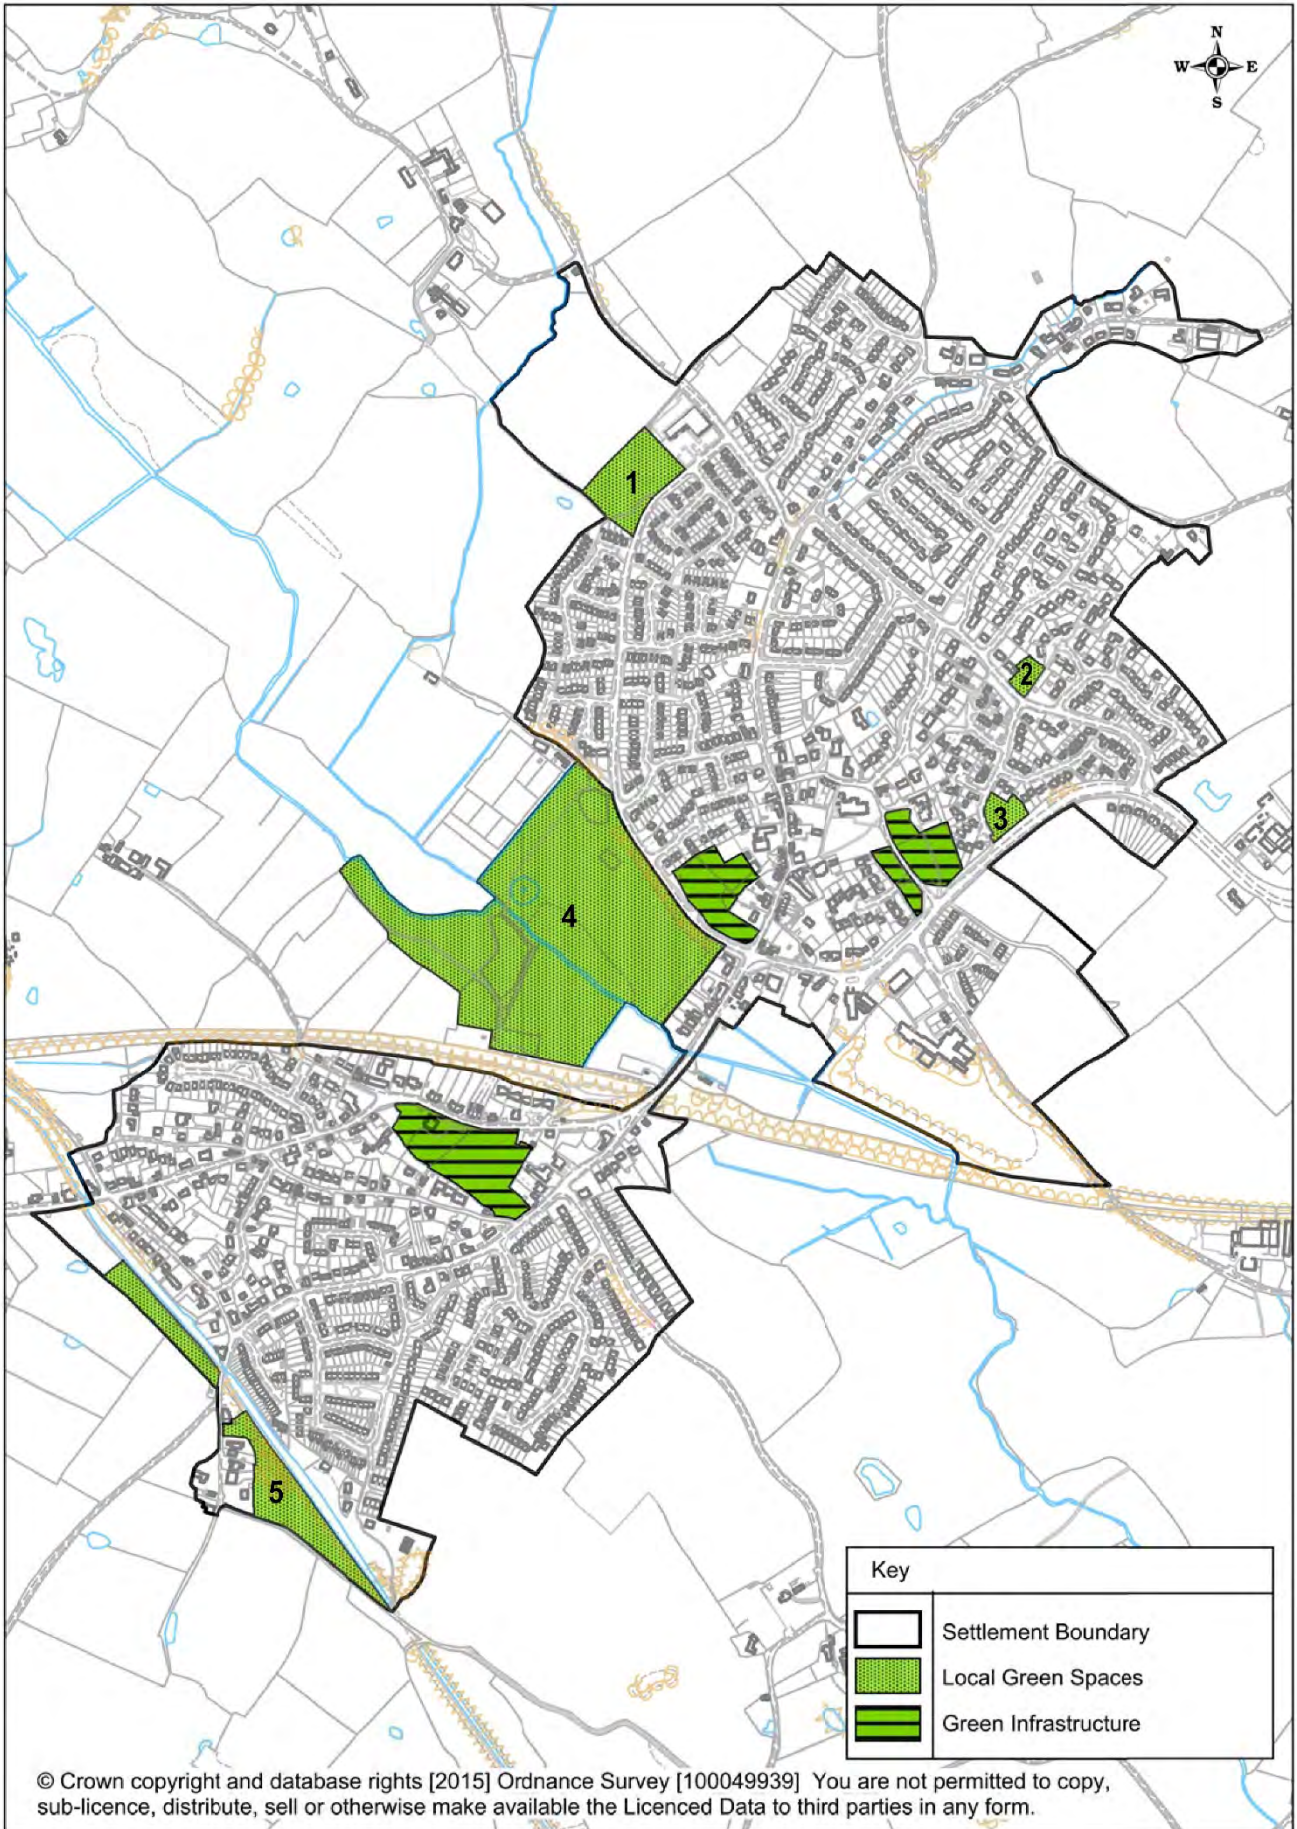 N
W E
S
1
2
3
4
5
Key
Settlement Boundary
Local Green Spaces
Green Infrastructure
© Crown copyright and database rights [2015] Ordnance Survey [100049939] You are not permitted to copy,
sub-licence, distribute, sell or otherwise make available the Licenced Data to third parties in any form.